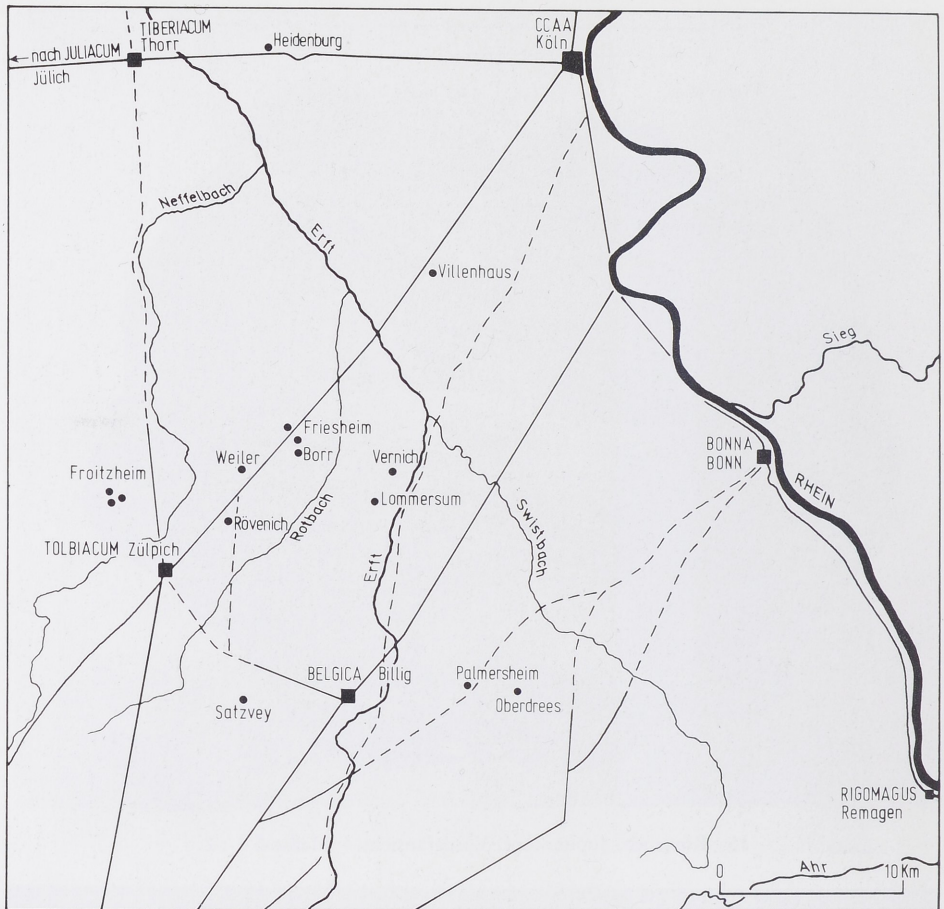 TIBERIACUM
Thorr
Heidenburg
CCAA
Köln
nach JULIACUM
Jülich
Neffelbach
Erft
Villenhaus
Sieg
Friesheim
Borr
Weiler
Vernich
Froitzheim
Lommersum
Rövenich
Rotbach
BONNA
BONN
RHEIN
Swistbach
TOLBIACUM Zülpich
Erft
BELGICA Billig
Palmersheim
Oberdrees
Satzvey
RIGOMAGUS
Remagen
Ahr
0 10 Km